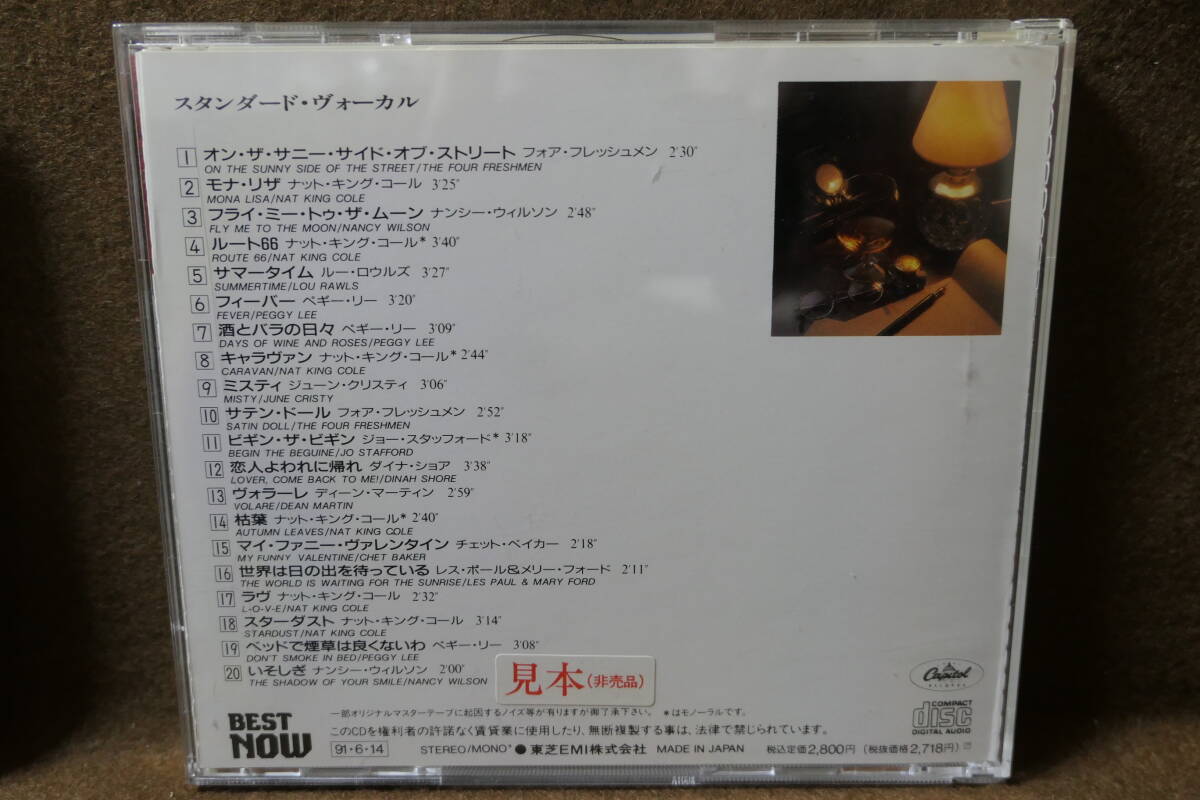 スタンダード・ヴォーカル
1 オン・ザ・サニー・サイド・オブ・ストリート フォア・フレッシュメン 2'30"
ON THE SUNNY SIDE OF THE STREET/THE FOUR FRESHMEN
2 モナ・リザ ナット・キング・コール 3'25"
MONA LISA/NAT KING COLE
3 フライ・ミー・トゥ・ザ・ムーン ナンシー・ウィルソン 2'48"
FLY ME TO THE MOON/NANCY WILSON
4 ルート66 ナット・キング・コール* 3'40"
ROUTE 66/NAT KING COLE
5 サマータイム ルー・ロウルズ 3'27"
SUMMERTIME/LOU RAWLS
6 フィーバー ペギー・リー 3'20"
FEVER/PEGGY LEE
7 酒とバラの日々 ペギー・リー 3'09"
DAYS OF WINE AND ROSES/PEGGY LEE
8 キャラヴァン ナット・キング・コール* 2'44"
CARAVAN/NAT KING COLE
9 ミスティ ジューン・クリスティ 3'06"
MISTY/JUNE CRISTY
10 サテン・ドール フォア・フレッシュメン 2'52"
SATIN DOLL/THE FOUR FRESHMEN
11 ビギン・ザ・ビギン ジョー・スタッフォード* 3'18"
BEGIN THE BEGUINE/JO STAFFORD
12 恋人よわれに帰れ ダイナ・ショア 3'38"
LOVER, COME BACK TO ME!/DINAH SHORE
13 ヴォラーレ ディーン・マーティン 2'59"
VOLARE/DEAN MARTIN
14 枯葉 ナット・キング・コール* 2'40"
AUTUMN LEAVES/NAT KING COLE
15 マイ・ファニー・ヴァレンタイン チェット・ベイカー 2'18"
MY FUNNY VALENTINE/CHET BAKER
16 世界は日の出を待っている レス・ポール&メリー・フォード 2'11"
THE WORLD IS WAITING FOR THE SUNRISE/LES PAUL & MARY FORD
17 ラヴ ナット・キング・コール 2'32"
L-O-V-E/NAT KING COLE
18 スターダスト ナット・キング・コール 3'14"
STARDUST/NAT KING COLE
19 ベッドで煙草は良くないわ ペギー・リー 3'08"
DON'T SMOKE IN BED/PEGGY LEE
20 いそしぎ ナンシー・ウィルソン 2'00"
THE SHADOW OF YOUR SMILE/NANCY WILSON
見本(非売品)
Capitol
RECORDS
BEST
NOW
一部オリジナルマスターテープに起因するノイズ等が有りますが御了承下さい。 *はモノーラルです。
このCDを権利者の許諾なく賃貸業に使用したり、無断複製する事は、法律で禁じられています。
COMPACT
disc
DIGITAL AUDIO
91・6・14 STEREO/MONO* ● 東芝EMI株式会社 MADE IN JAPAN 税込定価2,800円(税抜価格2,718円)